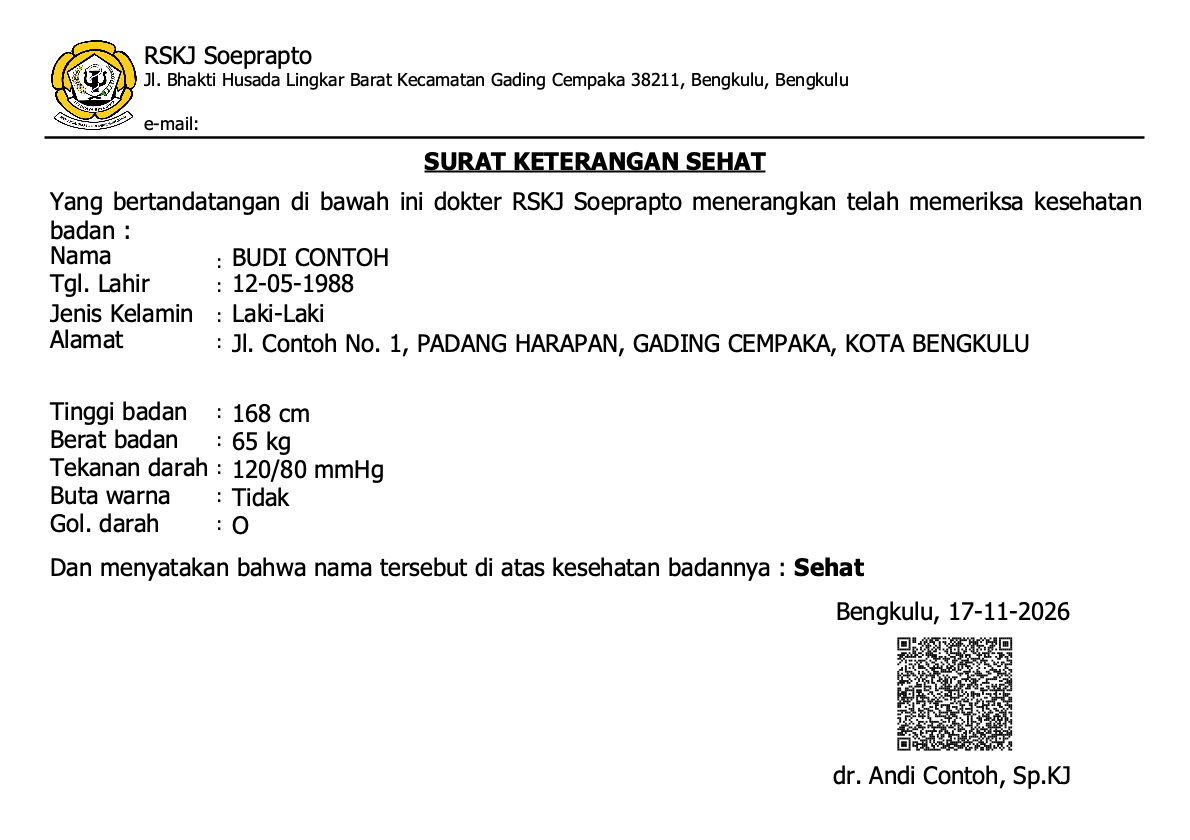 RSKJ Soeprapto
Jl. Bhakti Husada Lingkar Barat Kecamatan Gading Cempaka 38211, Bengkulu, Bengkulu
e-mail:
SURAT KETERANGAN SEHAT
Yang bertandatangan di bawah ini dokter RSKJ Soeprapto menerangkan telah memeriksa kesehatan
badan :
Nama : BUDI CONTOH
Tgl. Lahir : 12-05-1988
Jenis Kelamin : Laki-Laki
Alamat : Jl. Contoh No. 1, PADANG HARAPAN, GADING CEMPAKA, KOTA BENGKULU
Tinggi badan : 168 cm
Berat badan : 65 kg
Tekanan darah : 120/80 mmHg
Buta warna : Tidak
Gol. darah : O
Dan menyatakan bahwa nama tersebut di atas kesehatan badannya : Sehat
Bengkulu, 17-11-2026
dr. Andi Contoh, Sp.KJ